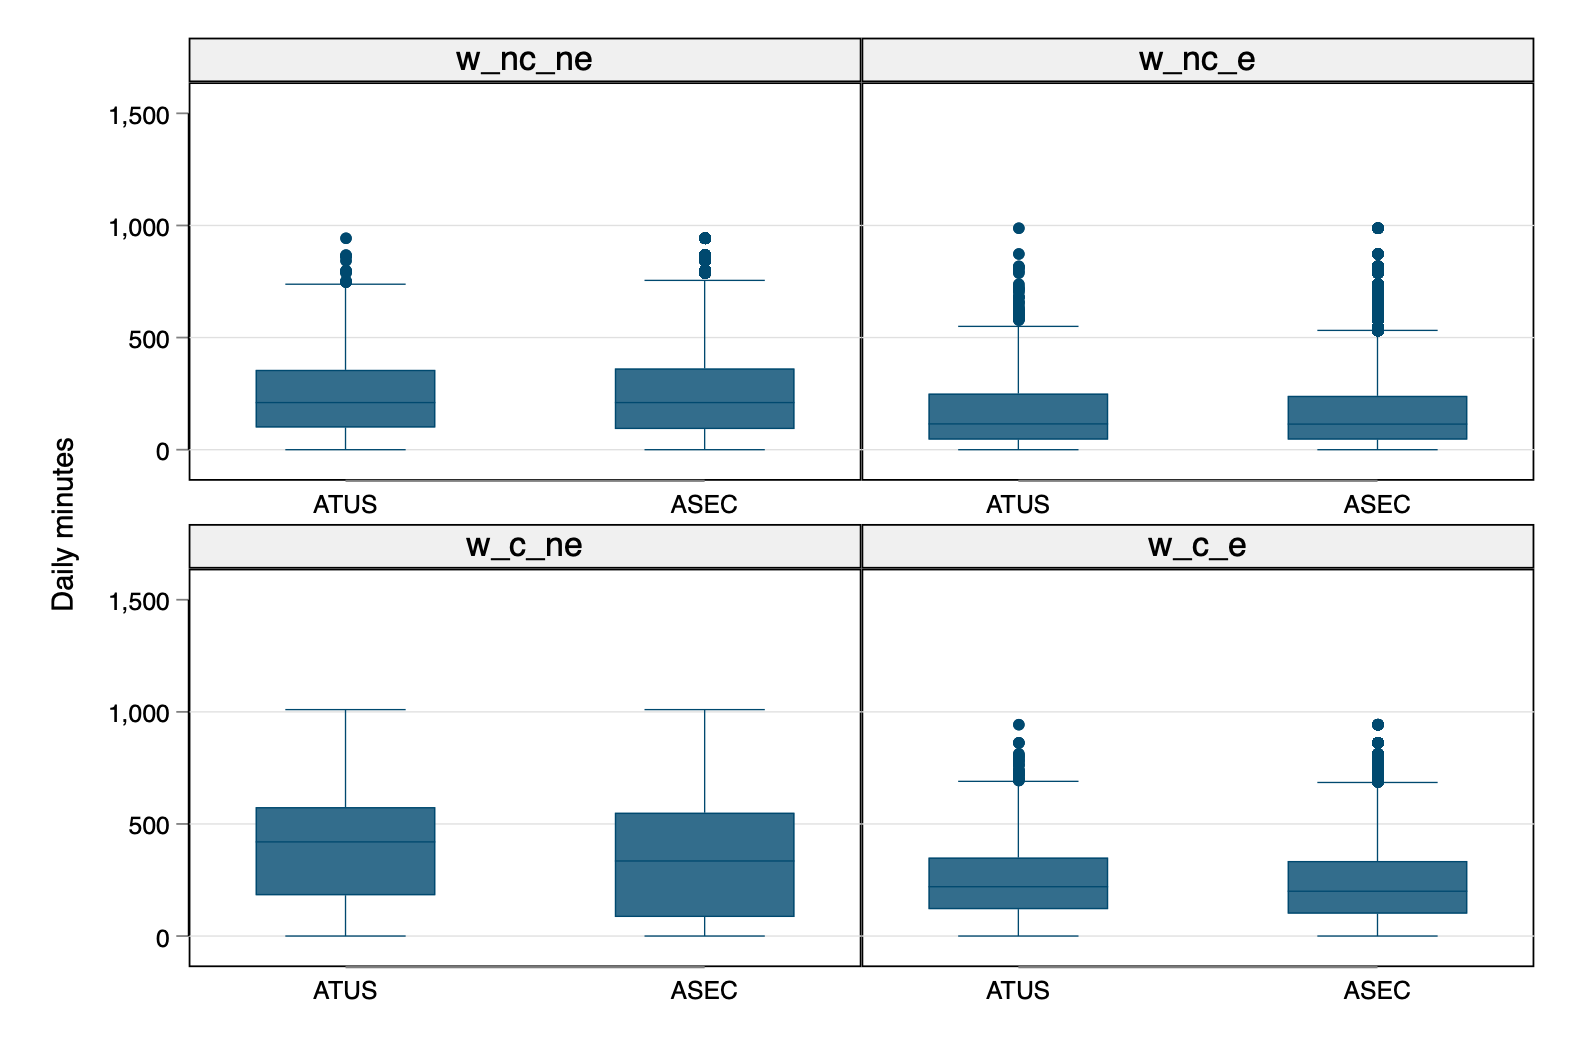 Daily minutes
w_nc_ne
w_nc_e
1,500
1,000
500
0
ATUS
ASEC
ATUS
ASEC
w_c_ne
w_c_e
1,500
1,000
500
0
ATUS
ASEC
ATUS
ASEC